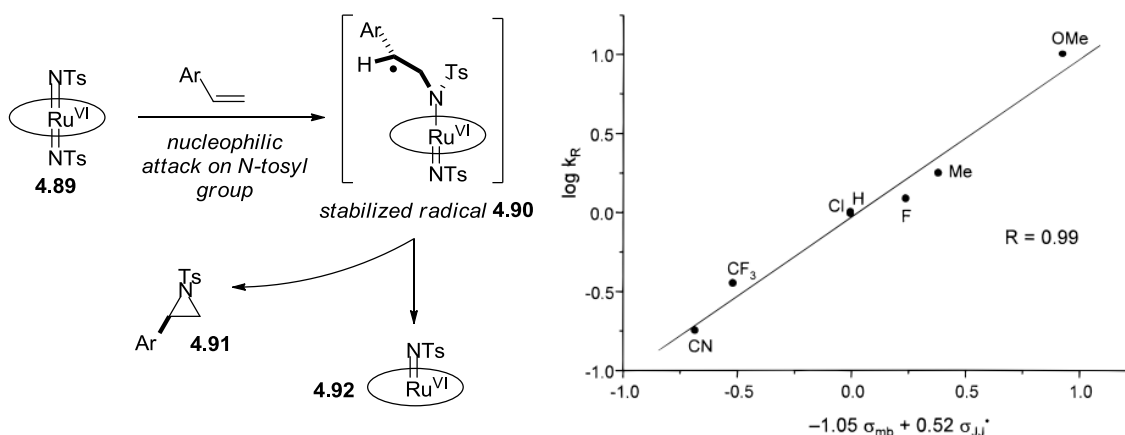 NTs
Ru^VI
NTs
4.89
Ar
nucleophilic
attack on N-tosyl
group
Ar
H
Ts
N
Ru^VI
NTs
stabilized radical 4.90
Ts
N
Ar
4.91
NTs
Ru^VI
4.92
log k_R
1.0
0.5
0.0
-0.5
-1.0
OMe
Me
F
Cl H
CF₃
CN
R = 0.99
-1.0 -0.5 0.0 0.5 1.0
−1.05 σ_mb + 0.52 σ_JJ^•